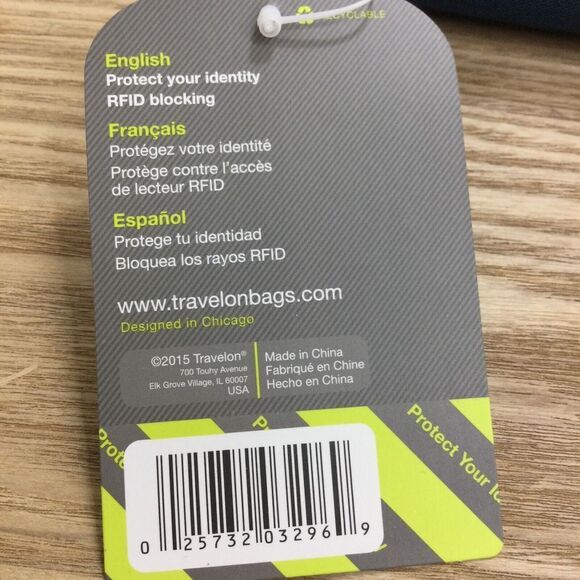 RECYCLABLE
English
Protect your identity
RFID blocking
Français
Protégez votre identité
Protège contre l'accès
de lecteur RFID
Español
Protege tu identidad
Bloquea los rayos RFID
www.travelonbags.com
Designed in Chicago
©2015 Travelon®
700 Touhy Avenue
Elk Grove Village, IL 60007
USA
Made in China
Fabriqué en Chine
Hecho en China
Prote
Protect Your Id
0 25732 03296 9